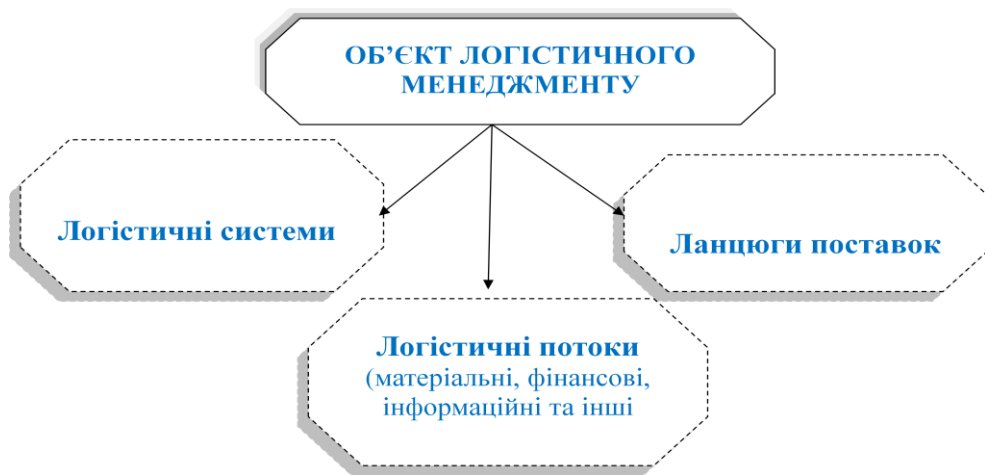 ОБ’ЄКТ ЛОГІСТИЧНОГО
МЕНЕДЖМЕНТУ
Логістичні системи
Ланцюги поставок
Логістичні потоки
(матеріальні, фінансові,
інформаційні та інші